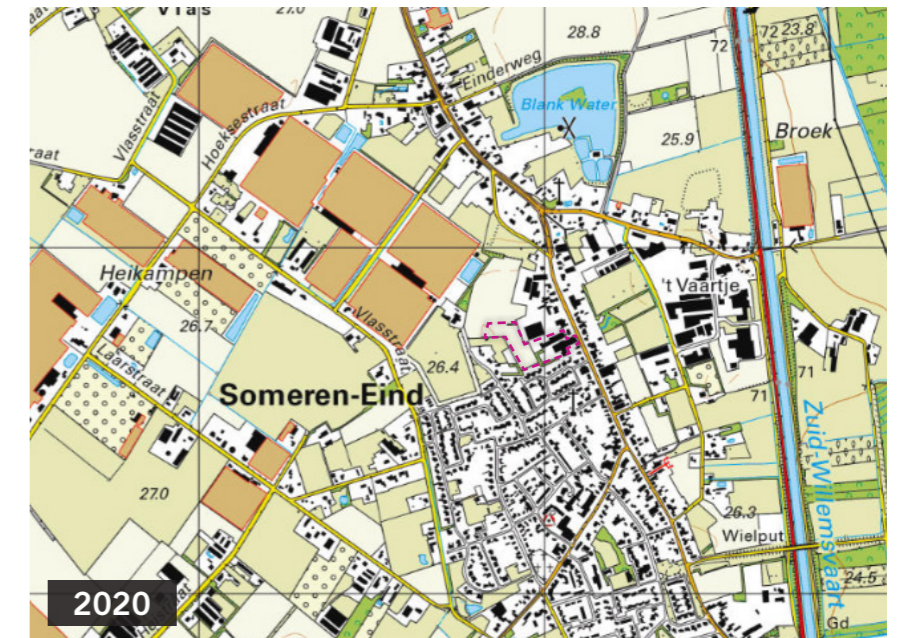 Vlas
27.0
28.8
72
72
23.8
Einderweg
Blank Water
Hoeksestraat
Vlasstraat
25.9
Broek
raat
Heikampen
't Vaartje
26.7
Vlasstraat
26.4
Laarstraat
71
71
Someren-Eind
Zuid-Willemsvaart
27.0
26.3
Wielput
24.5
2020
Gd